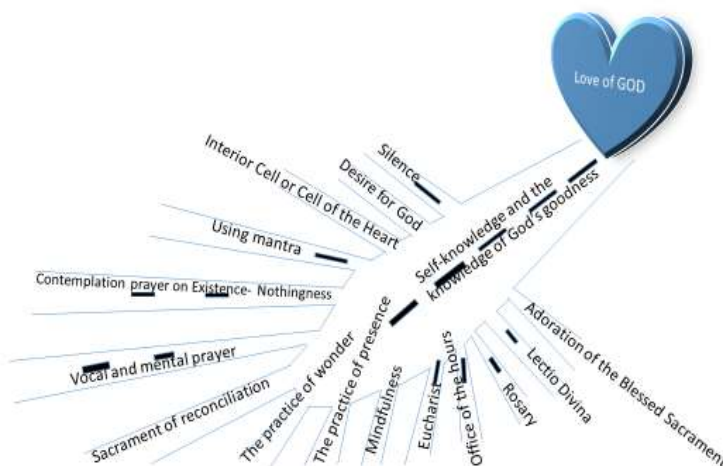 Love of GOD
Silence
Desire for God
Interior Cell or Cell of the Heart
Using mantra
Contemplation prayer on Existence- Nothingness
Vocal and mental prayer
Sacrament of reconciliation
The practice of wonder
The practice of presence
Mindfulness
Eucharist
Office of the hours
Rosary
Lectio Divina
Adoration of the Blessed Sacrament
Self-knowledge and the
knowledge of God's goodness